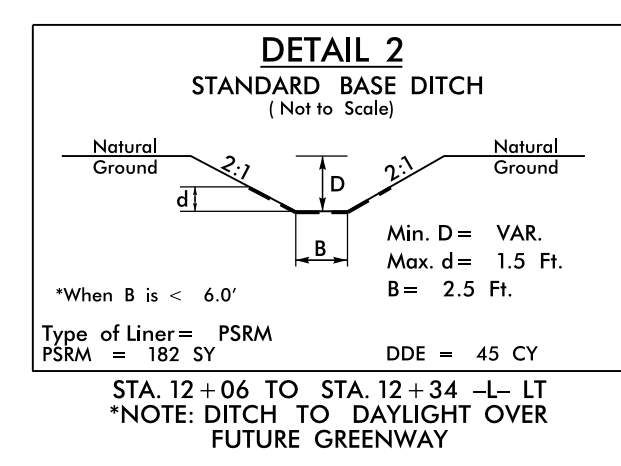 DETAIL 2
STANDARD BASE DITCH
( Not to Scale)
Natural
Ground
2:1
D
2:1
Natural
Ground
d
B
Min. D= VAR.
Max. d= 1.5 Ft.
B= 2.5 Ft.
*When B is < 6.0'
Type of Liner= PSRM
PSRM = 182 SY
DDE = 45 CY
STA. 12+06 TO STA. 12+34 -L- LT
*NOTE: DITCH TO DAYLIGHT OVER
FUTURE GREENWAY